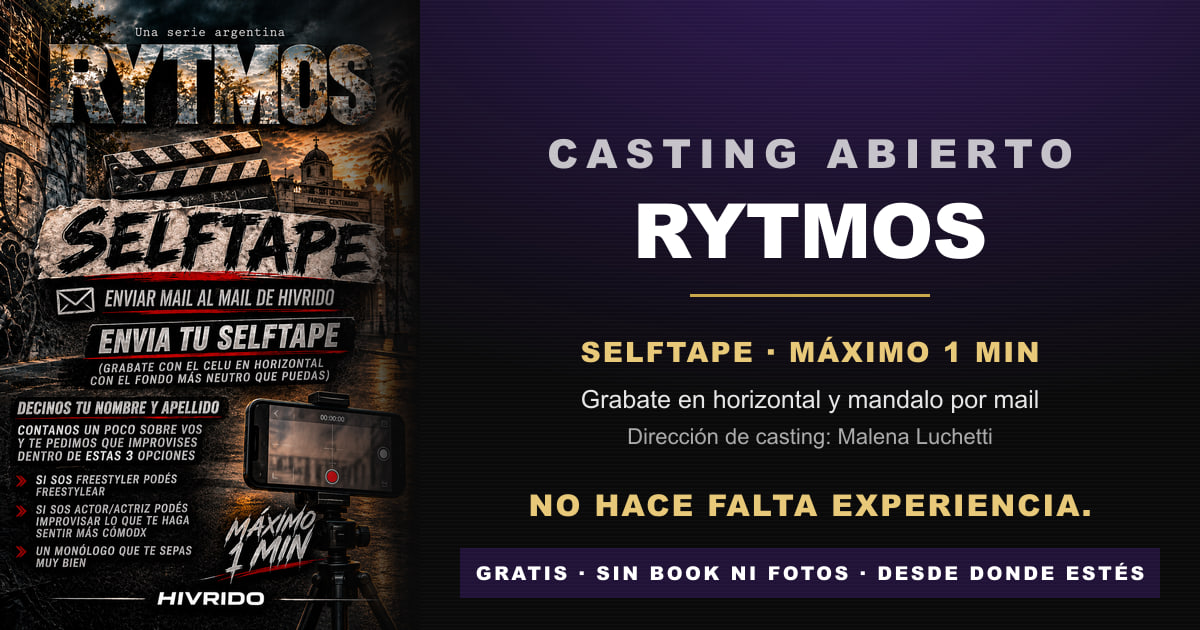 Una serie argentina
RYTMOS
PARQUE CENTENARIO
SELFTAPE
ENVIAR MAIL AL MAIL DE HIVRIDO
ENVIA TU SELFTAPE
(GRABATE CON EL CELU EN HORIZONTAL
CON EL FONDO MÁS NEUTRO QUE PUEDAS)
DECINOS TU NOMBRE Y APELLIDO
CONTANOS UN POCO SOBRE VOS
Y TE PEDIMOS QUE IMPROVISES
DENTRO DE ESTAS 3 OPCIONES
SI SOS FREESTYLER PODÉS
FREESTYLEAR
SI SOS ACTOR/ACTRIZ PODÉS
IMPROVISAR LO QUE TE HAGA
SENTIR MÁS CÓMODX
UN MONÓLOGO QUE TE SEPAS
MUY BIEN
00:00:00
MÁXIMO
1 MIN
HIVRIDO
CASTING ABIERTO
RYTMOS
SELFTAPE · MÁXIMO 1 MIN
Grabate en horizontal y mandalo por mail
Dirección de casting: Malena Luchetti
NO HACE FALTA EXPERIENCIA.
GRATIS · SIN BOOK NI FOTOS · DESDE DONDE ESTÉS